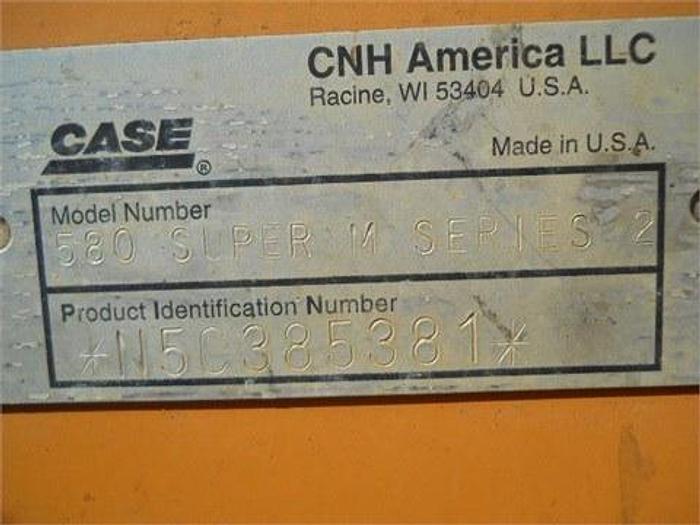 CNH America LLC
Racine, WI 53404 U.S.A.
CASE®
Made in U.S.A.
Model Number
580 SUPER M SERIES 2
Product Identification Number
*N5C385381*